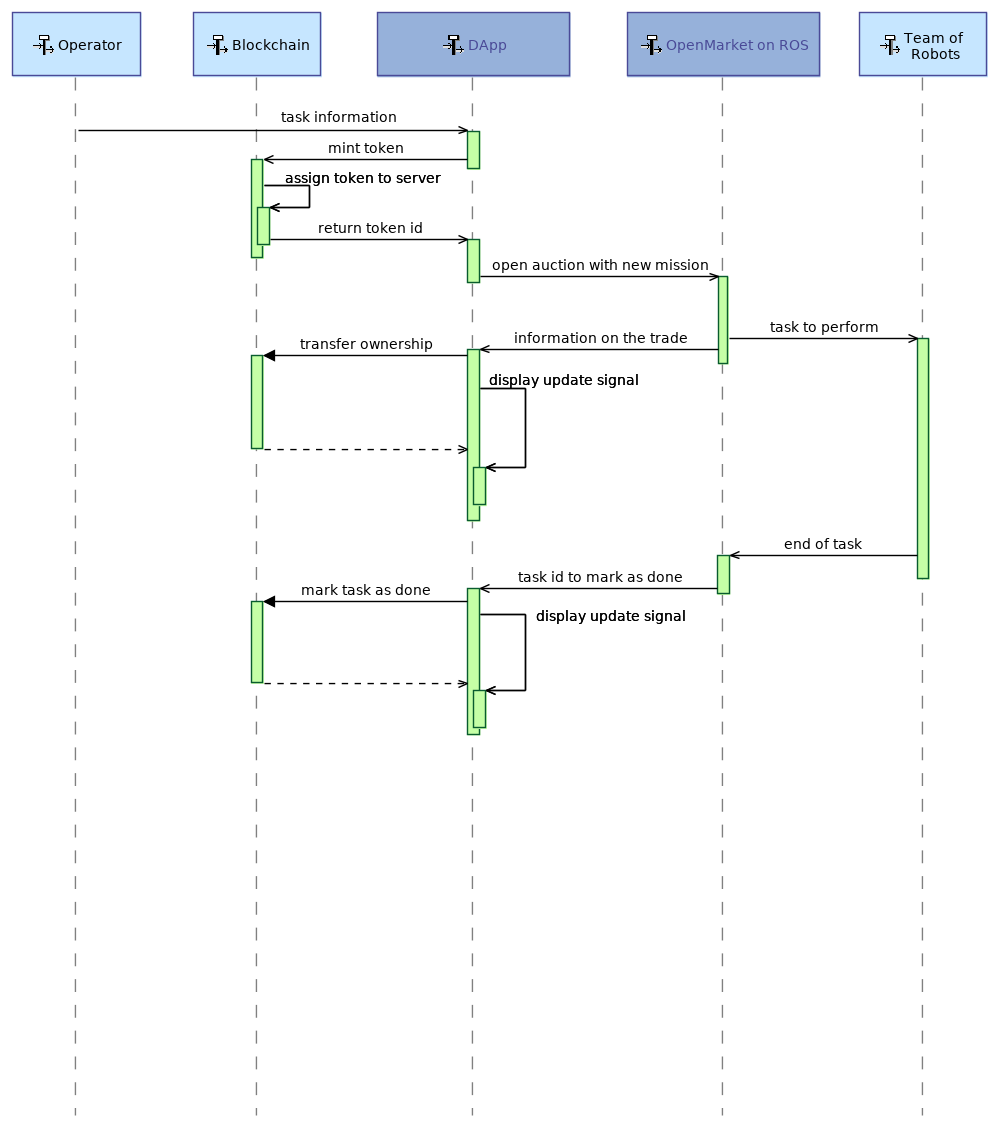 Operator
Blockchain
DApp
OpenMarket on ROS
Team of
Robots
task information
mint token
assign token to server
return token id
open auction with new mission
task to perform
information on the trade
transfer ownership
display update signal
end of task
task id to mark as done
mark task as done
display update signal